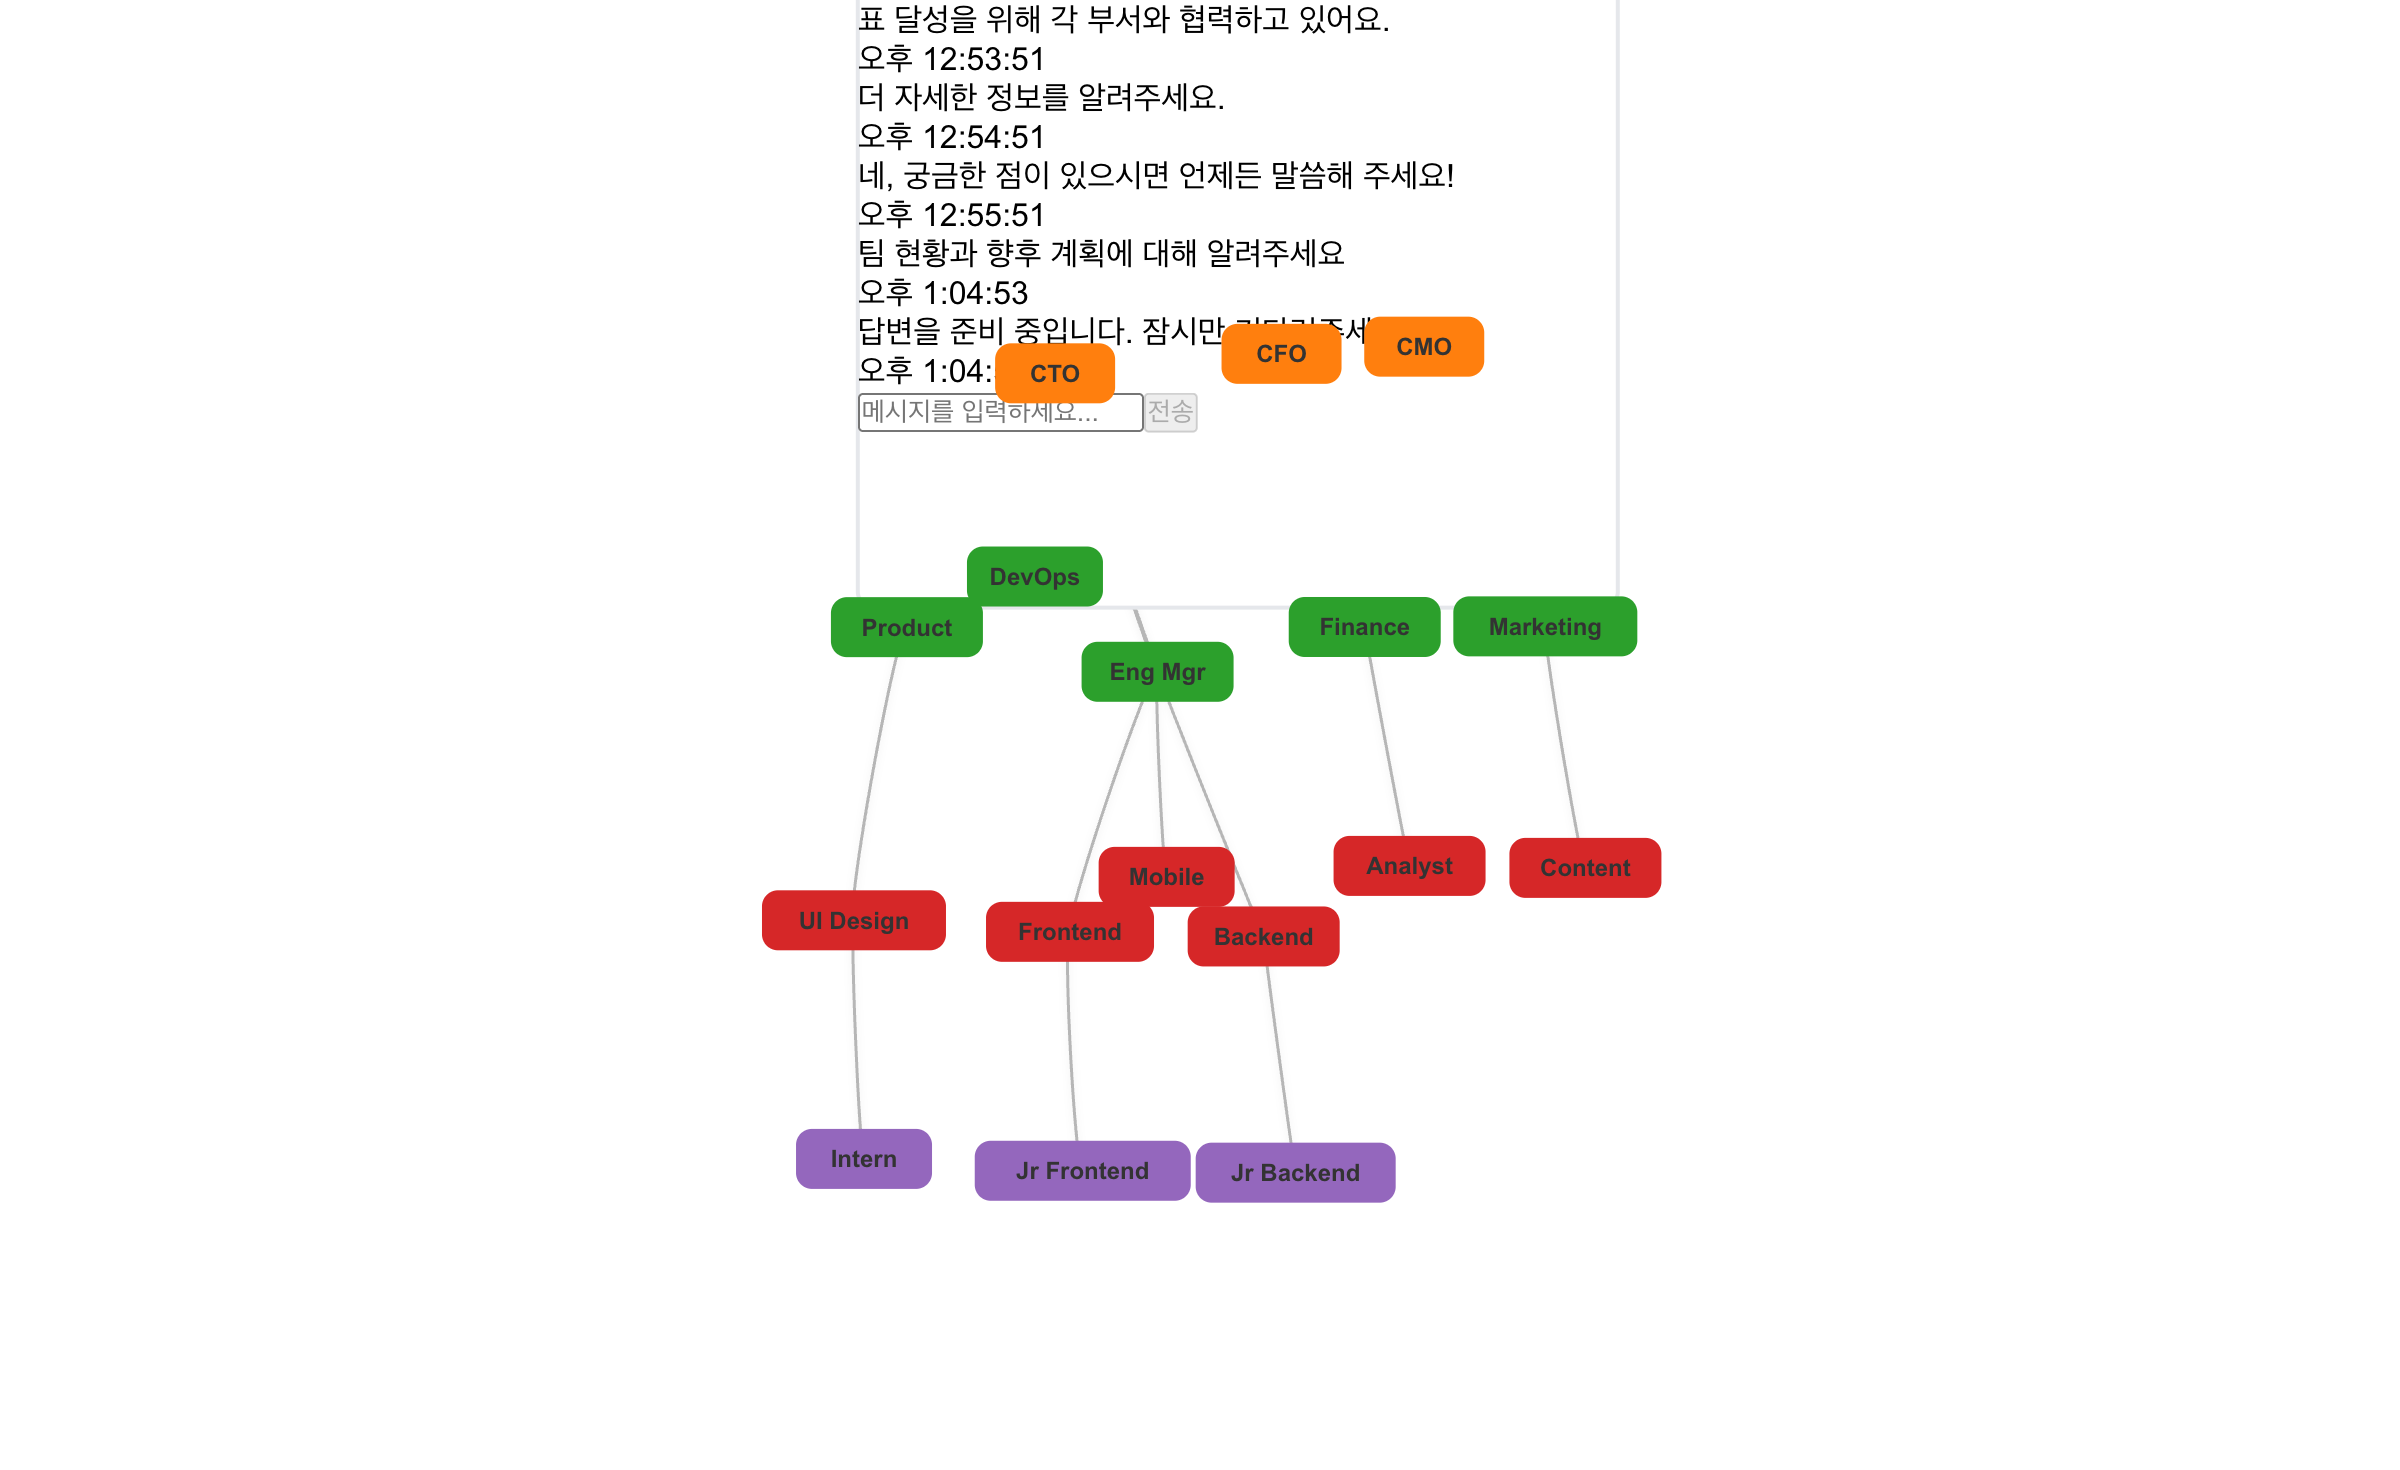 표 달성을 위해 각 부서와 협력하고 있어요.
오후 12:53:51
더 자세한 정보를 알려주세요.
오후 12:54:51
네, 궁금한 점이 있으시면 언제든 말씀해 주세요!
오후 12:55:51
팀 현황과 향후 계획에 대해 알려주세요
오후 1:04:53
답변을 준비 중입니다. 잠시만
CFO
CMO
오후 1:04:
CTO
메시지를 입력하세요...
전송
DevOps
Product
Finance
Marketing
Eng Mgr
Mobile
Analyst
Content
UI Design
Frontend
Backend
Intern
Jr Frontend
Jr Backend